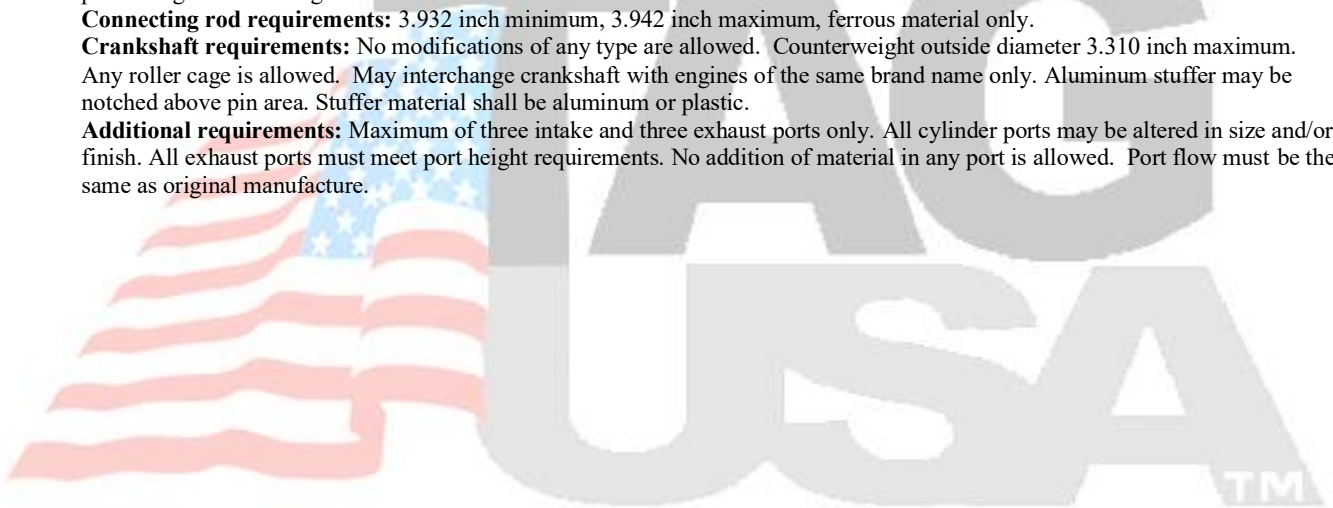 Connecting rod requirements: 3.932 inch minimum, 3.942 inch maximum, ferrous material only.
Crankshaft requirements: No modifications of any type are allowed. Counterweight outside diameter 3.310 inch maximum.
Any roller cage is allowed. May interchange crankshaft with engines of the same brand name only. Aluminum stuffer may be
notched above pin area. Stuffer material shall be aluminum or plastic.
Additional requirements: Maximum of three intake and three exhaust ports only. All cylinder ports may be altered in size and/or
finish. All exhaust ports must meet port height requirements. No addition of material in any port is allowed. Port flow must be the
same as original manufacture.
TAG
USA
TM